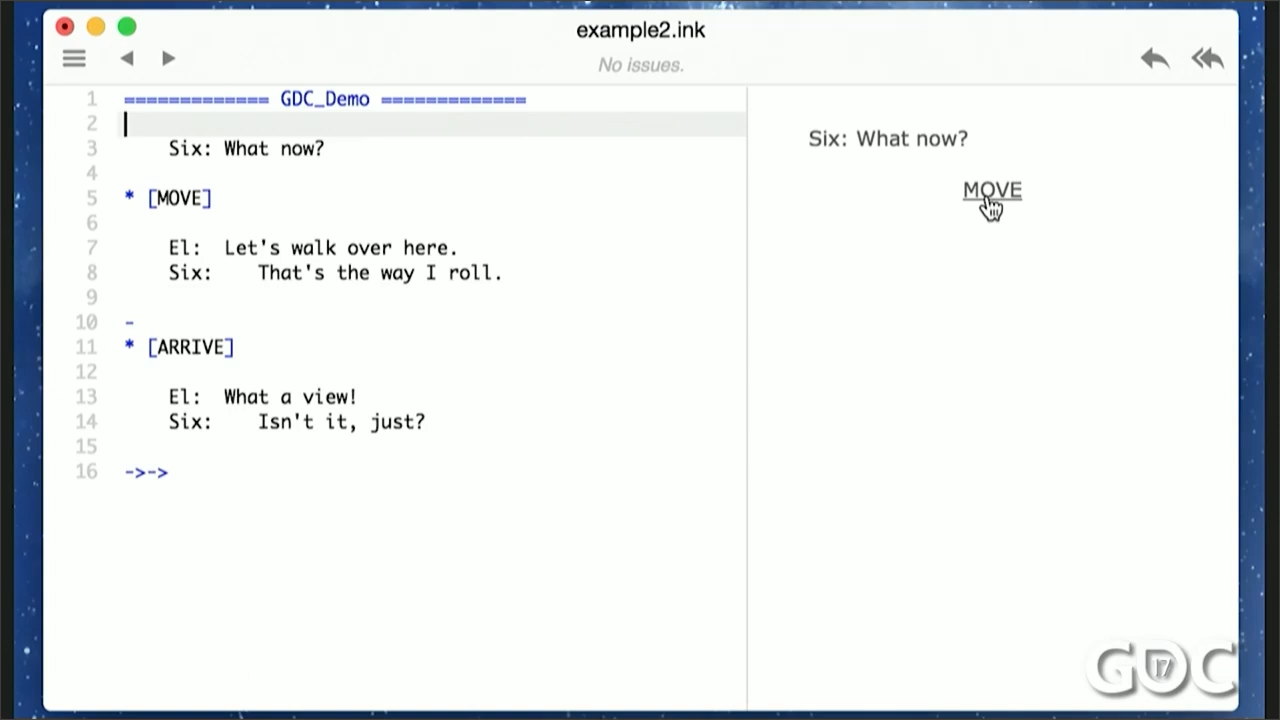 example2.ink
No issues.
1 ============= GDC_Demo =============
2
3 Six: What now?
4
5 * [MOVE]
6
7 El: Let's walk over here.
8 Six: That's the way I roll.
9
10 -
11 * [ARRIVE]
12
13 El: What a view!
14 Six: Isn't it, just?
15
16 ->->
Six: What now?
MOVE
GDC 17